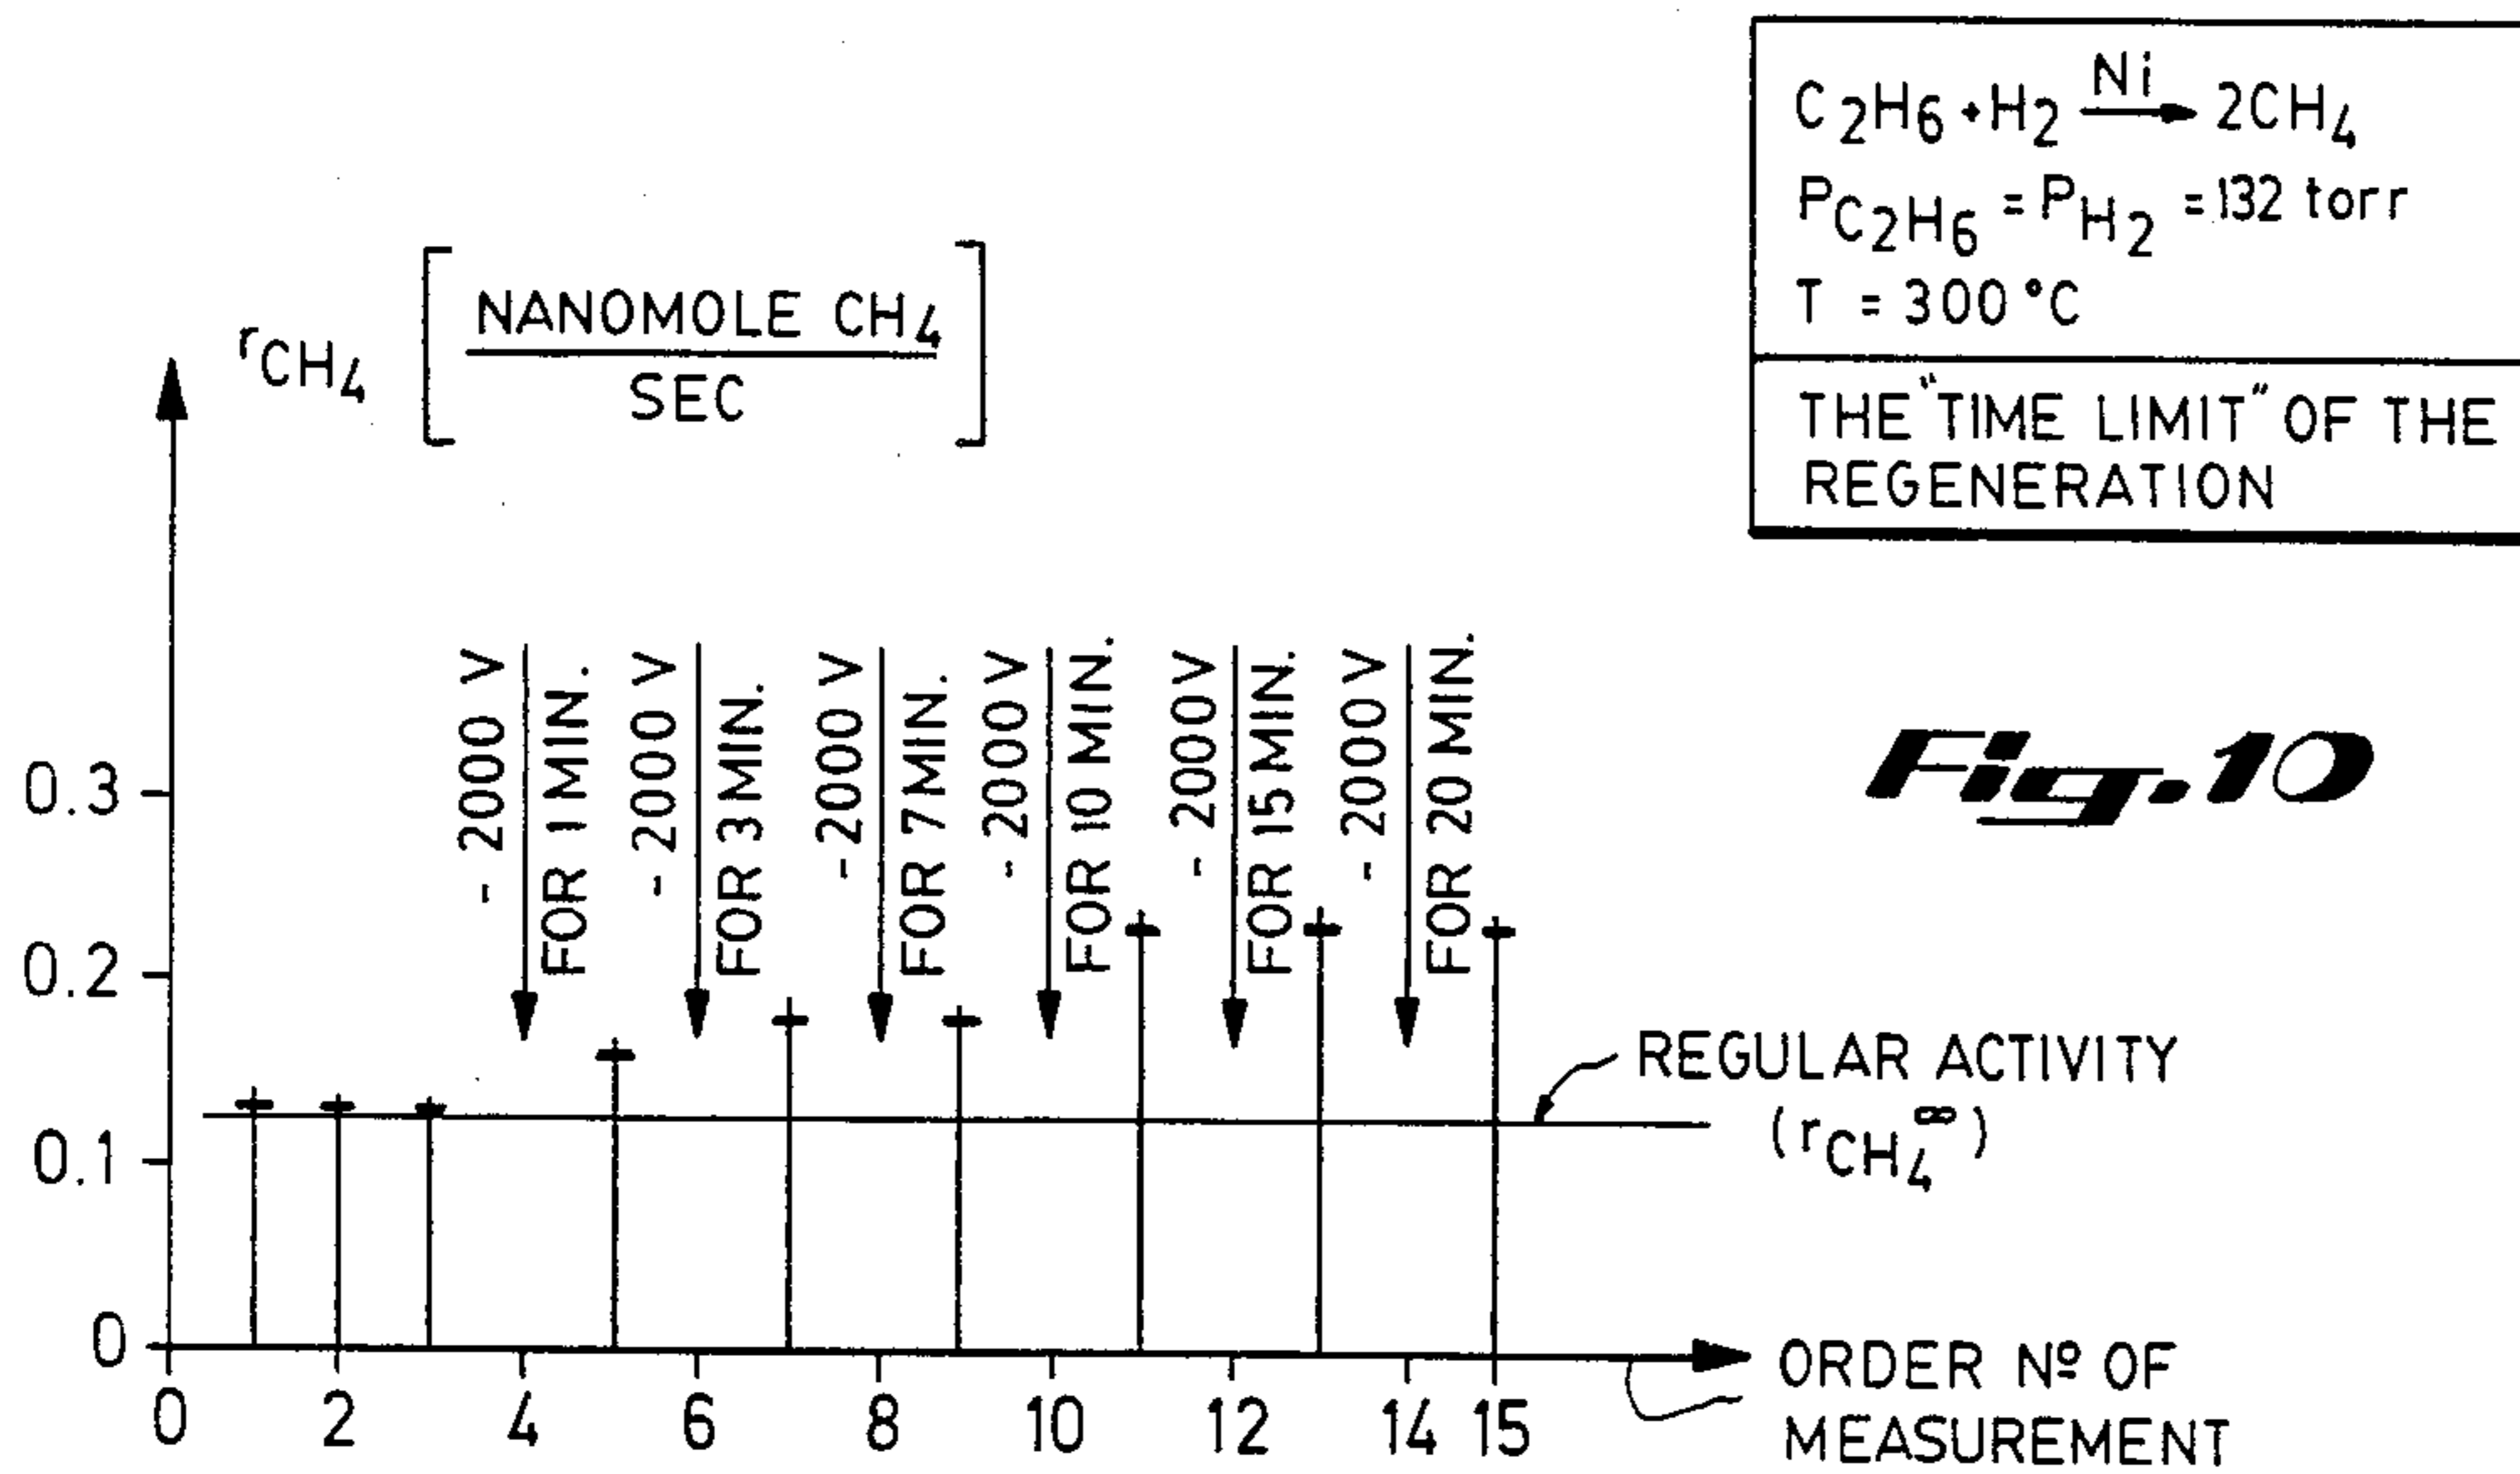 C2H6+H2 Ni→ 2CH4
PC2H6 = PH2 = 132 torr
T = 300 °C
THE "TIME LIMIT" OF THE
REGENERATION
rCH4 [NANOMOLE CH4
SEC]
- 2000 V
FOR 1 MIN.
- 2000 V
FOR 3 MIN.
- 2000 V
FOR 7 MIN.
- 2000 V
FOR 10 MIN.
- 2000 V
FOR 15 MIN.
- 2000 V
FOR 20 MIN.
0.3
0.2
0.1
0
Fig. 10
REGULAR ACTIVITY
(rCH4∞)
0 2 4 6 8 10 12 14 15
ORDER Nº OF
MEASUREMENT